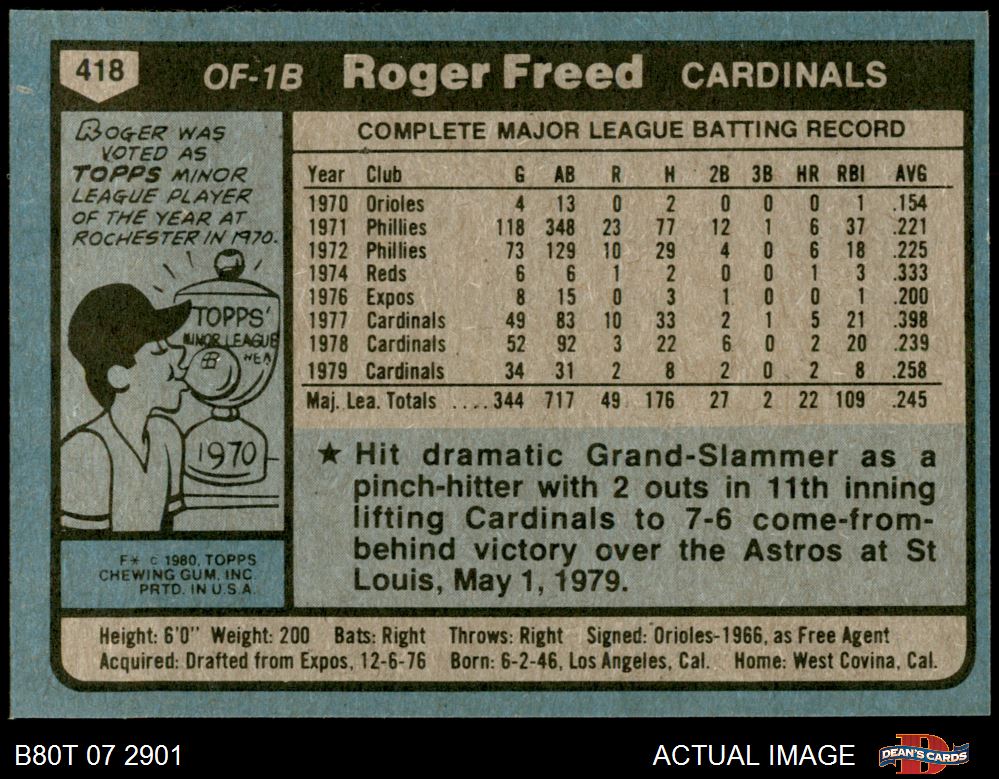 418 OF-1B Roger Freed CARDINALS
ROGER WAS
VOTED AS
TOPPS MINOR
LEAGUE PLAYER
OF THE YEAR AT
ROCHESTER IN 1970.
TOPPS'
MINOR LEAGUE
1970
F* © 1980, TOPPS
CHEWING GUM, INC.
PRTD. IN U.S.A.
COMPLETE MAJOR LEAGUE BATTING RECORD
Year Club G AB R H 2B 3B HR RBI AVG
1970 Orioles 4 13 0 2 0 0 0 1 .154
1971 Phillies 118 348 23 77 12 1 6 37 .221
1972 Phillies 73 129 10 29 4 0 6 18 .225
1974 Reds 6 6 1 2 0 0 1 3 .333
1976 Expos 8 15 0 3 1 0 0 1 .200
1977 Cardinals 49 83 10 33 2 1 5 21 .398
1978 Cardinals 52 92 3 22 6 0 2 20 .239
1979 Cardinals 34 31 2 8 2 0 2 8 .258
Maj. Lea. Totals ....344 717 49 176 27 2 22 109 .245
★ Hit dramatic Grand-Slammer as a
pinch-hitter with 2 outs in 11th inning
lifting Cardinals to 7-6 come-from-
behind victory over the Astros at St
Louis, May 1, 1979.
Height: 6'0" Weight: 200 Bats: Right Throws: Right Signed: Orioles-1966, as Free Agent
Acquired: Drafted from Expos, 12-6-76 Born: 6-2-46, Los Angeles, Cal. Home: West Covina, Cal.
B80T 07 2901 ACTUAL IMAGE DEAN'S CARDS